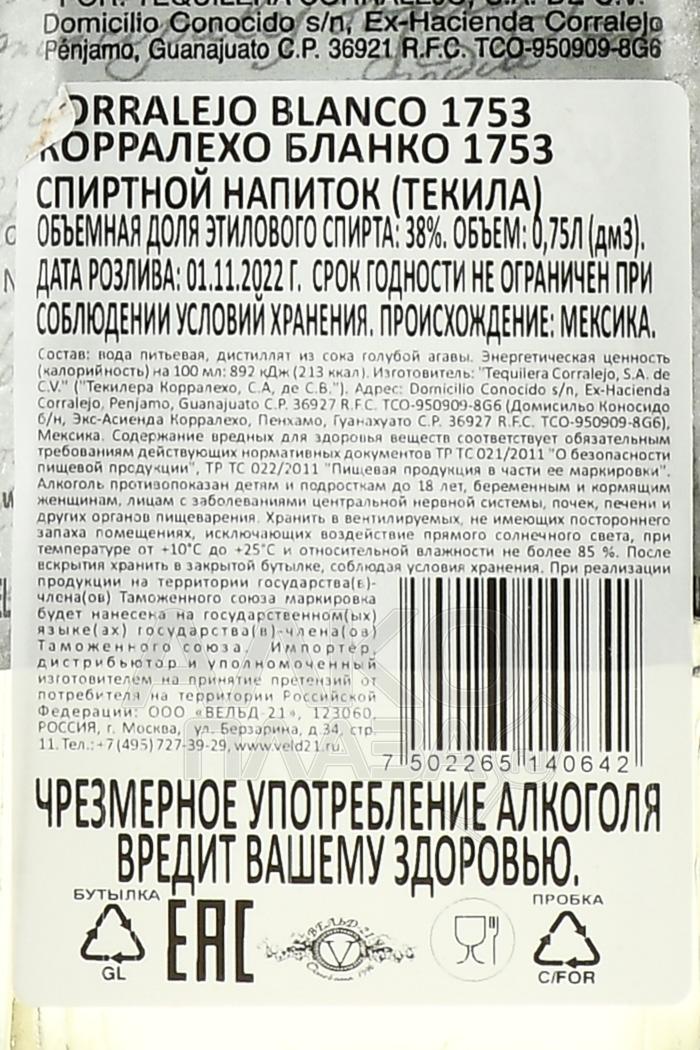 POR: TEQUILERA CORRALEJO, S.A. DE C.V.
Domicilio Conocido s/n, Ex-Hacienda Corralejo
Pénjamo, Guanajuato C.P. 36921 R.F.C. TCO-950909-8G6
ORRALEJO BLANCO 1753
КОРРАЛЕХО БЛАНКО 1753
СПИРТНОЙ НАПИТОК (ТЕКИЛА)
ОБЪЕМНАЯ ДОЛЯ ЭТИЛОВОГО СПИРТА: 38%. ОБЪЕМ: 0,75Л (дм3).
ДАТА РОЗЛИВА: 01.11.2022 Г. СРОК ГОДНОСТИ НЕ ОГРАНИЧЕН ПРИ
СОБЛЮДЕНИИ УСЛОВИЙ ХРАНЕНИЯ. ПРОИСХОЖДЕНИЕ: МЕКСИКА.
Состав: вода питьевая, дистиллят из сока голубой агавы. Энергетическая ценность
(калорийность) на 100 мл: 892 кДж (213 ккал). Изготовитель: "Tequilera Corralejo, S.A. de
C.V." ("Текилера Корралехо, С.А, де С.В."). Адрес: Domicilio Conocido s/n, Ex-Hacienda
Corralejo, Penjamo, Guanajuato C.P. 36927 R.F.C. TCO-950909-8G6 (Домисильо Коносидо
б/н, Экс-Асиенда Корралехо, Пенхамо, Гуанахуато С.Р. 36927 R.F.C. TCO-950909-8G6),
Мексика. Содержание вредных для здоровья веществ соответствует обязательным
требованиям действующих нормативных документов ТР ТС 021/2011 "О безопасности
пищевой продукции", ТР ТС 022/2011 "Пищевая продукция в части ее маркировки".
Алкоголь противопоказан детям и подросткам до 18 лет, беременным и кормящим
женщинам, лицам с заболеваниями центральной нервной системы, почек, печени и
других органов пищеварения. Хранить в вентилируемых, не имеющих постороннего
запаха помещениях, исключающих воздействие прямого солнечного света, при
температуре от +10°С до +25°С и относительной влажности не более 85 %. После
вскрытия хранить в закрытой бутылке, соблюдая условия хранения. При реализации
продукции на территории государства(в)-
члена(ов) Таможенного союза маркировка
будет нанесена на государственном(ых)
языке(ах) государства(в)-члена(ов)
Таможенного союза. Импортер,
дистрибьютор и уполномоченный
изготовителем на принятие претензий от
потребителя на территории Российской
Федерации: ООО «ВЕЛЬД-21», 123060,
РОССИЯ, г. Москва, ул. Берзарина, д.34, стр.
11. Тел.:+7(495)727-39-29, www.veld21.ru.
7 502265 140642
АЛКО
ПЛАЗА.RU
ЧРЕЗМЕРНОЕ УПОТРЕБЛЕНИЕ АЛКОГОЛЯ
ВРЕДИТ ВАШЕМУ ЗДОРОВЬЮ.
БУТЫЛКА
GL
EAC
ВЕЛЬД-21
V
ПРОБКА
C/FOR